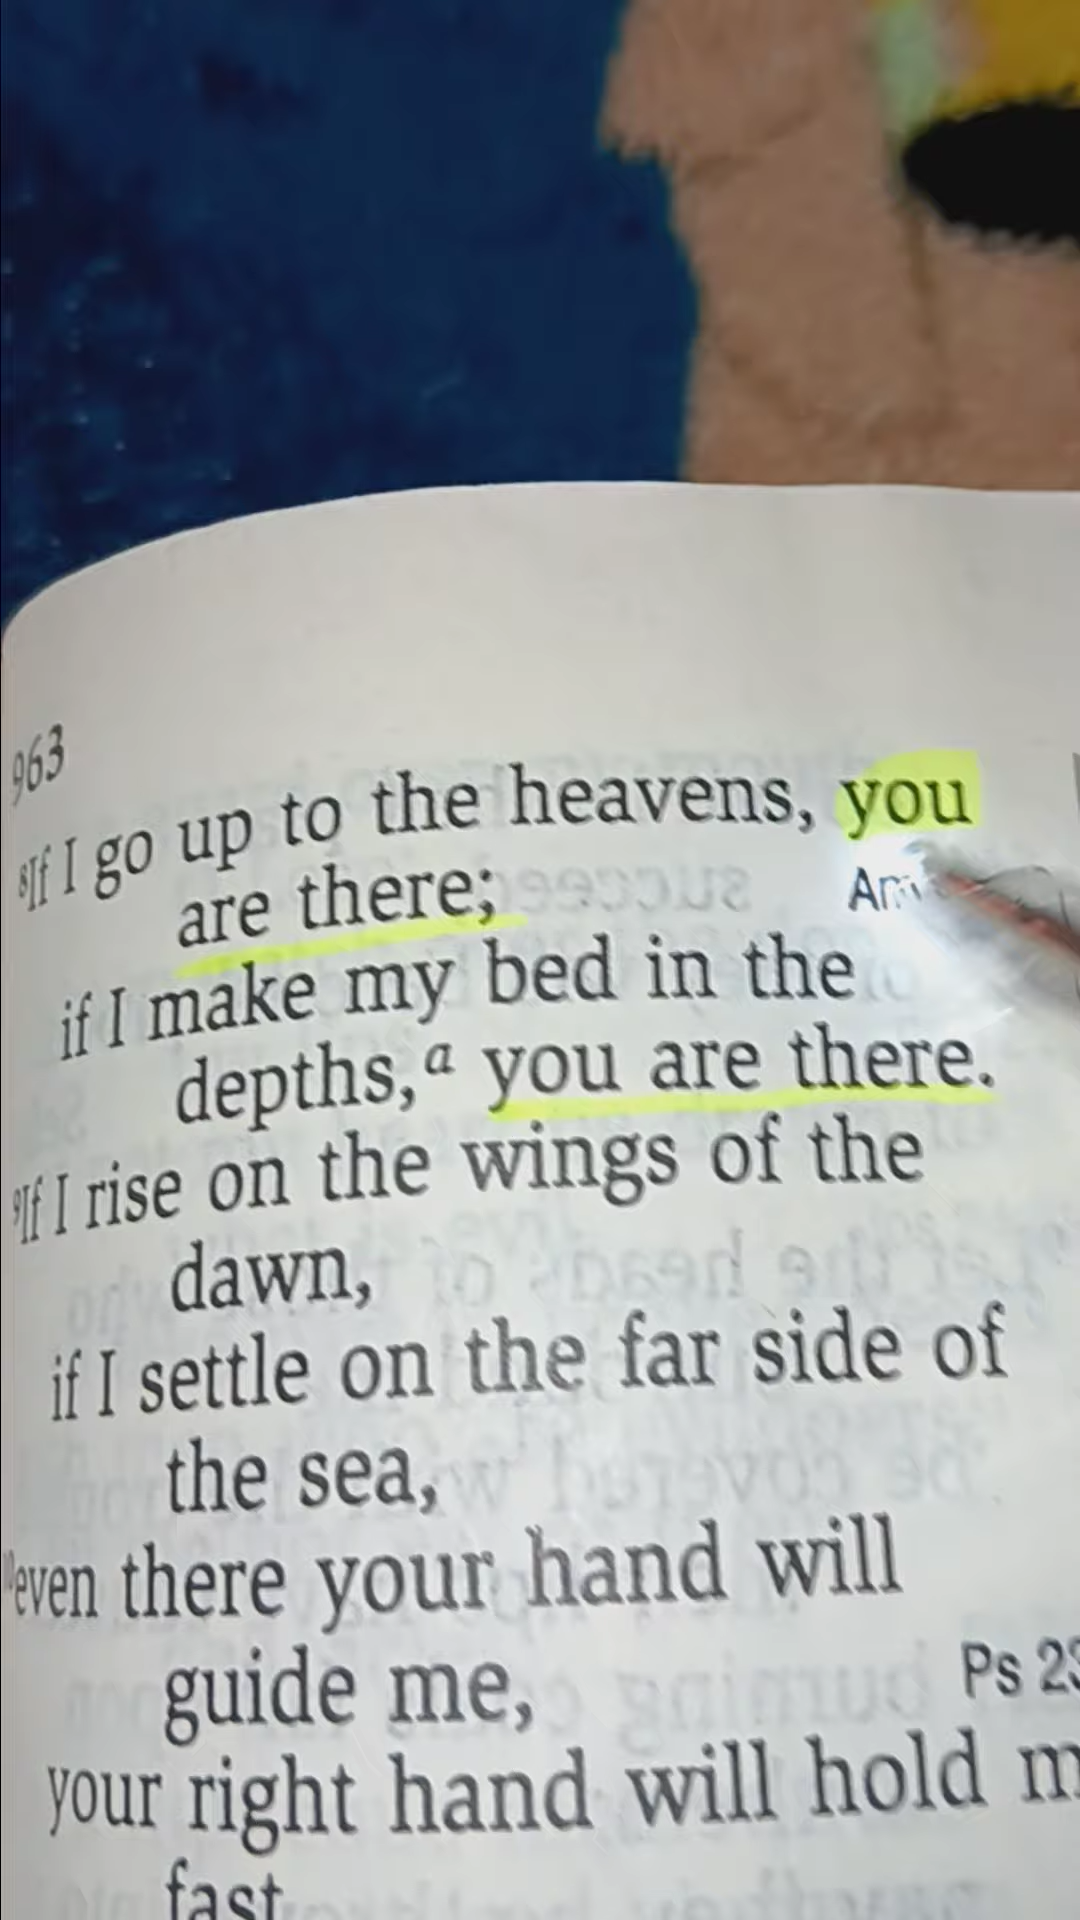 963
8If I go up to the heavens, you
are there;
if I make my bed in the
depths,a you are there.
9If I rise on the wings of the
dawn,
if I settle on the far side of
the sea,
even there your hand will
guide me, Ps 23
your right hand will hold
fast